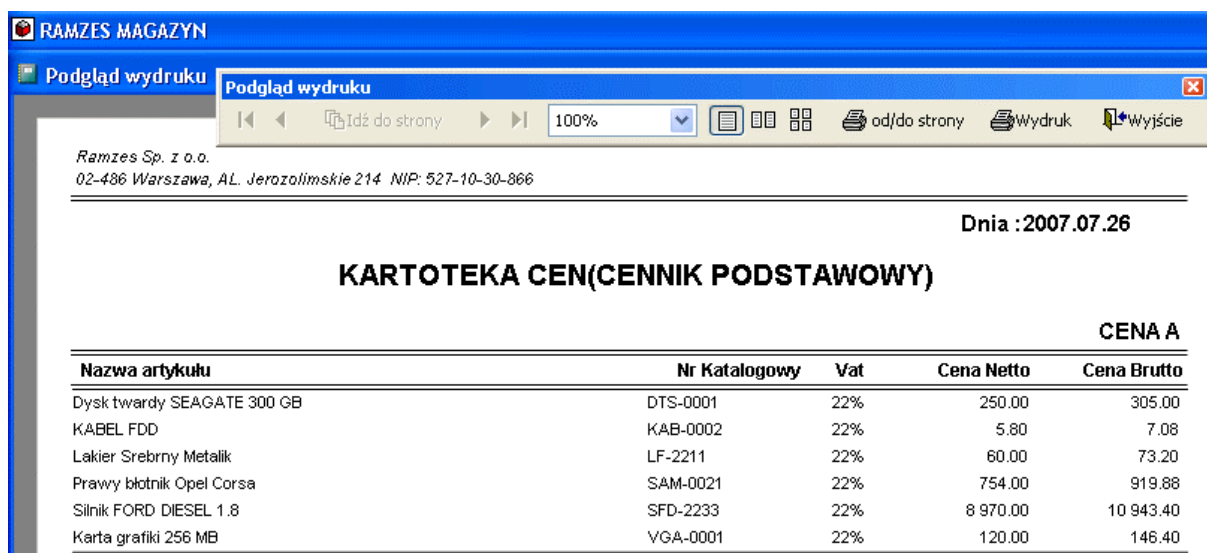 RAMZES MAGAZYN
Podgląd wydruku
Podgląd wydruku
Idź do strony 100% od/do strony Wydruk Wyjście
Ramzes Sp. z o.o.
02-486 Warszawa, AL. Jerozolimskie 214 NIP: 527-10-30-866
Dnia :2007.07.26
KARTOTEKA CEN(CENNIK PODSTAWOWY)
CENA A
Nazwa artykułu Nr Katalogowy Vat Cena Netto Cena Brutto
Dysk twardy SEAGATE 300 GB DTS-0001 22% 250.00 305.00
KABEL FDD KAB-0002 22% 5.80 7.08
Lakier Srebrny Metalik LF-2211 22% 60.00 73.20
Prawy błotnik Opel Corsa SAM-0021 22% 754.00 919.88
Silnik FORD DIESEL 1.8 SFD-2233 22% 8 970.00 10 943.40
Karta grafiki 256 MB VGA-0001 22% 120.00 146.40